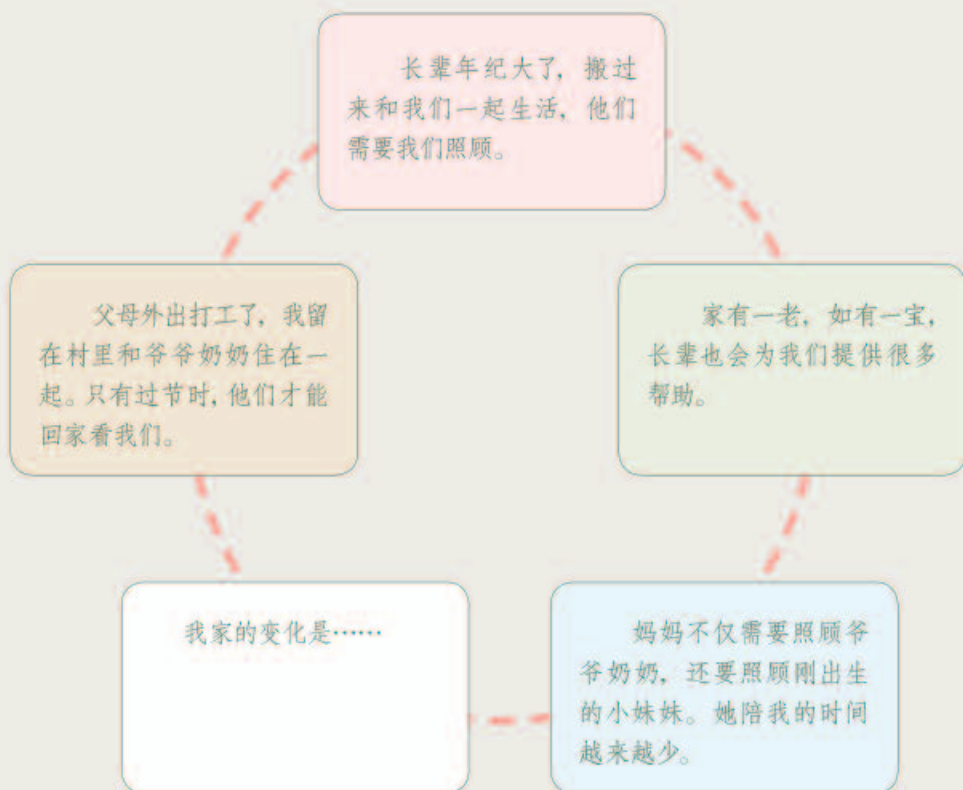 长辈年纪大了，搬过
来和我们一起生活，他们
需要我们照顾。
父母外出打工了，我留
在村里和爷爷奶奶住在一
起。只有过节时，他们才能
回家看我们。
家有一老，如有一宝，
长辈也会为我们提供很多
帮助。
我家的变化是……
妈妈不仅需要照顾爷
爷奶奶，还要照顾刚出生
的小妹妹。她陪我的时间
越来越少。